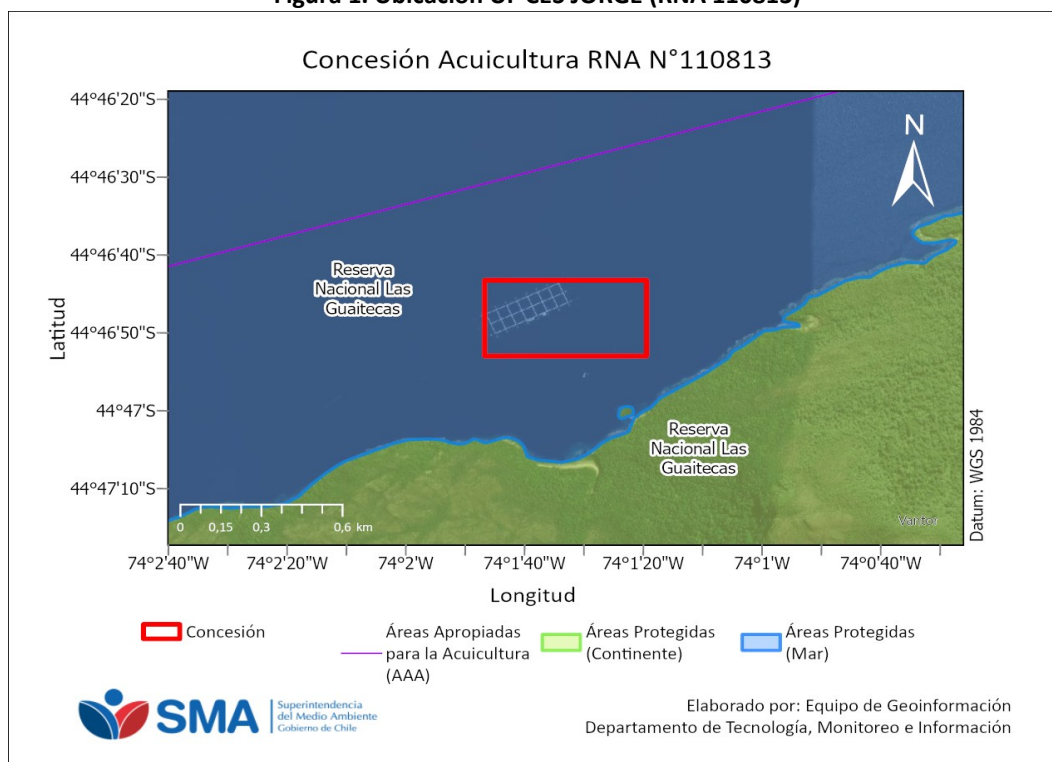 Figura 1. Ubicación UF CES JORGE (RNA 110813)
Concesión Acuicultura RNA N°110813
44°46'20"S
44°46'30"S
44°46'40"S
44°46'50"S
44°47'S
44°47'10"S
Latitud
N
Reserva
Nacional Las
Guaitecas
Reserva
Nacional Las
Guaitecas
Datum: WGS 1984
Vantor
0 0,15 0,3 0,6 km
74°2'40"W 74°2'20"W 74°2'W 74°1'40"W 74°1'20"W 74°1'W 74°0'40"W
Longitud
Concesión
Áreas Apropiadas
para la Acuicultura
(AAA)
Áreas Protegidas
(Continente)
Áreas Protegidas
(Mar)
SMA
Superintendencia
del Medio Ambiente
Gobierno de Chile
Elaborado por: Equipo de Geoinformación
Departamento de Tecnología, Monitoreo e Información